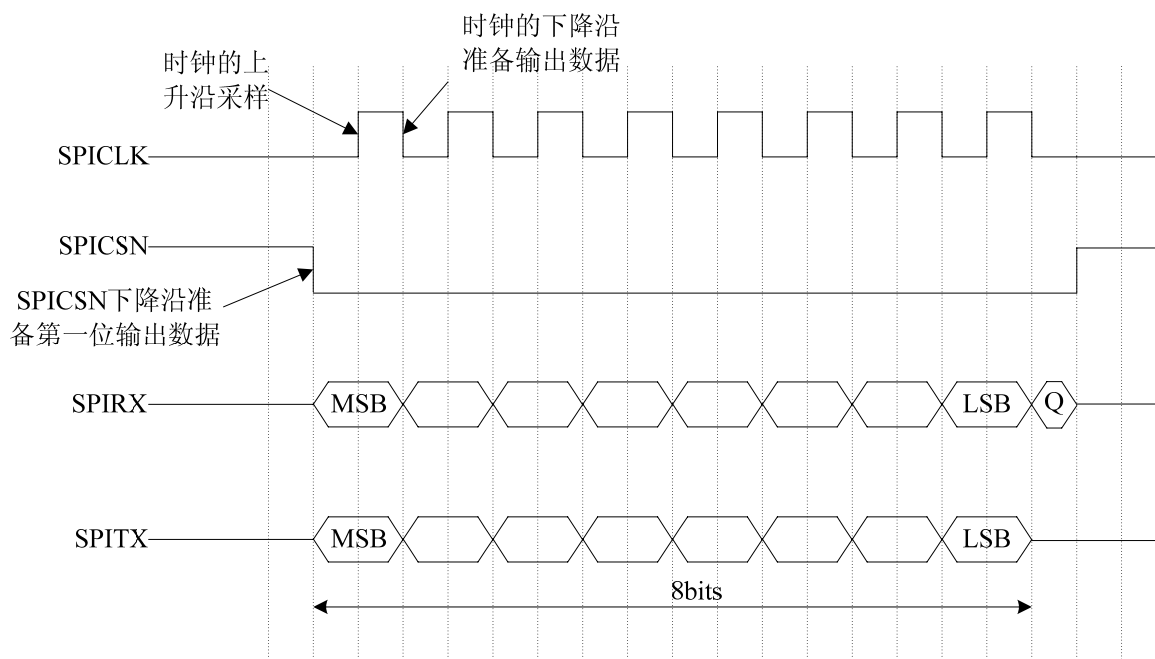 时钟的上
升沿采样
时钟的下降沿
准备输出数据
SPICLK
SPICSN
SPICSN下降沿准
备第一位输出数据
SPIRX
MSB
LSB
Q
SPITX
MSB
LSB
8bits